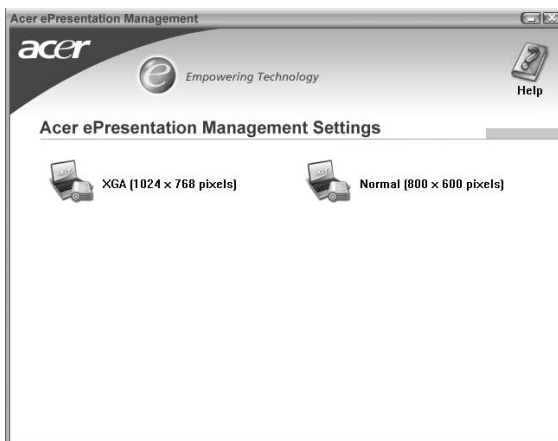 Acer ePresentation Management
acer
e Empowering Technology
Help
Acer ePresentation Management Settings
XGA (1024 x 768 pixels)
Normal (800 x 600 pixels)